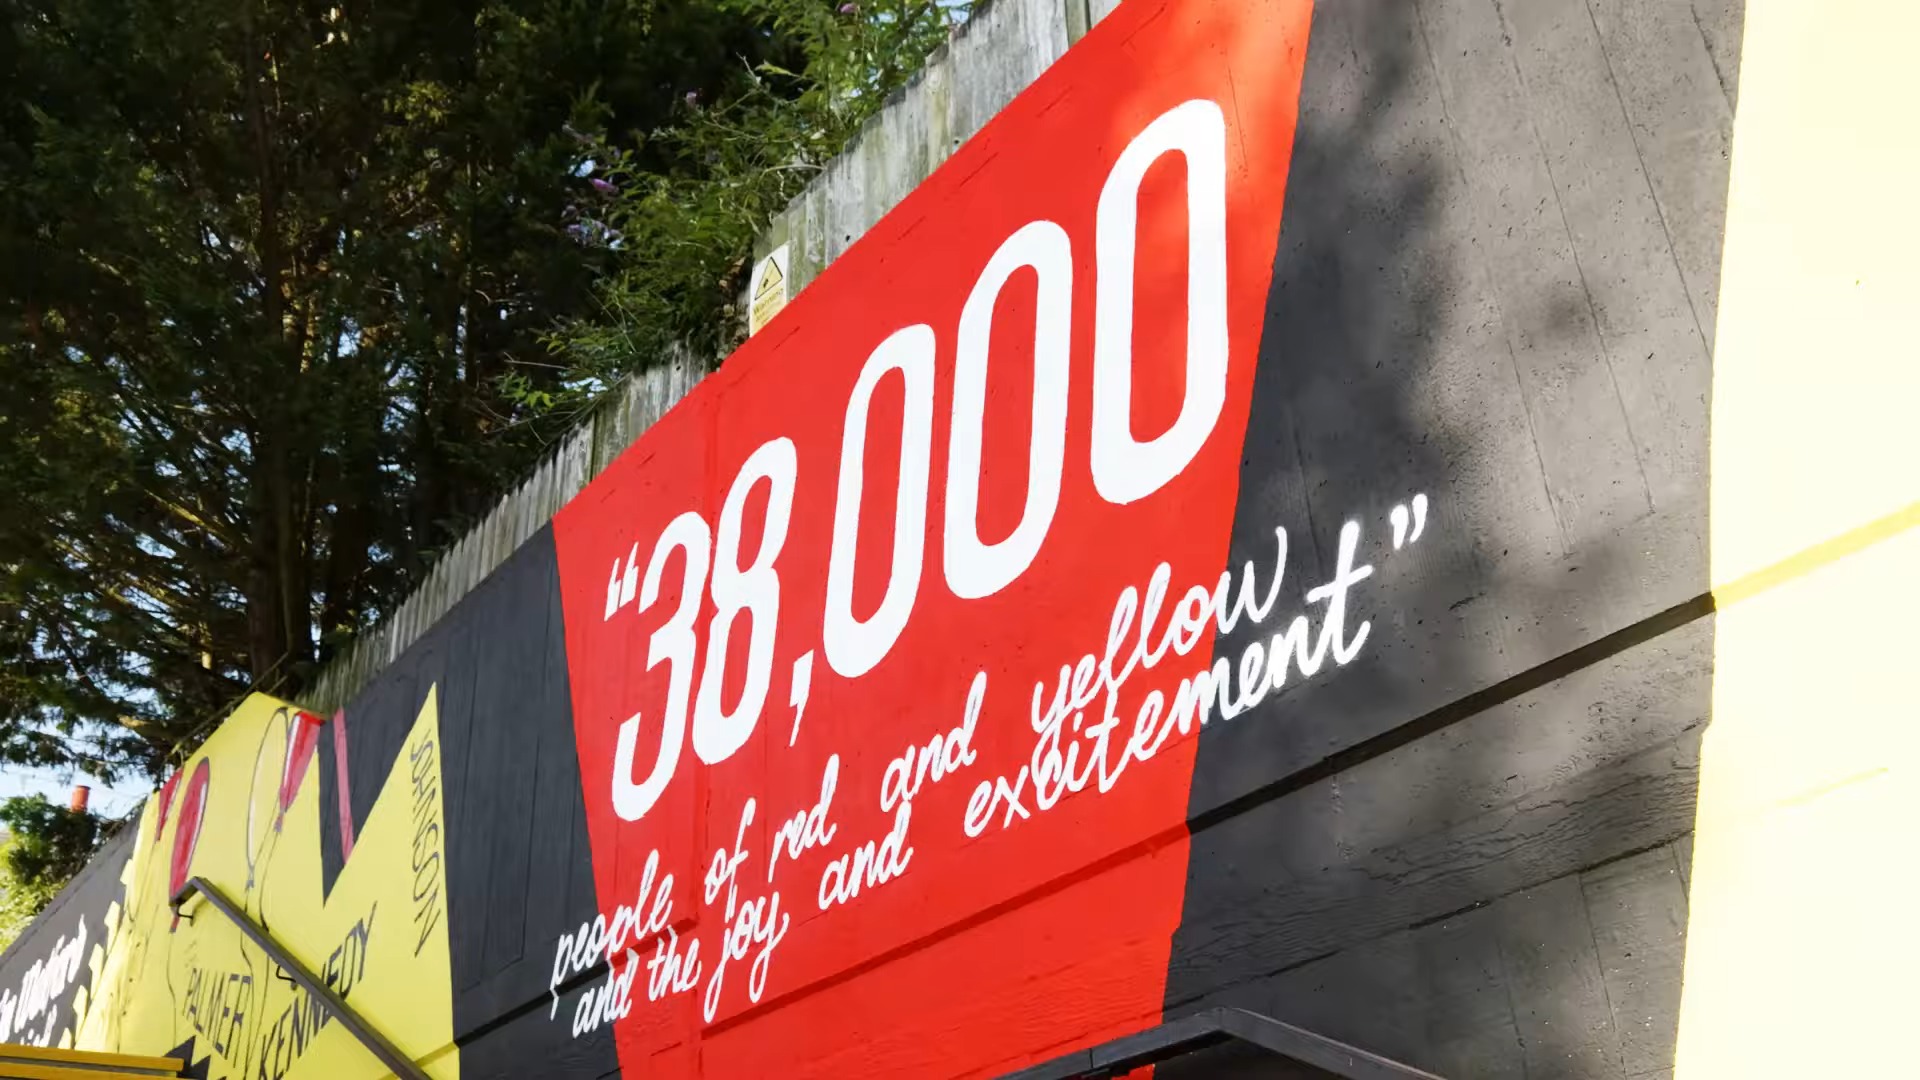 “38,000
people of red and yellow
and the joy and excitement”
JOHNSON
PALMER
KENNEDY